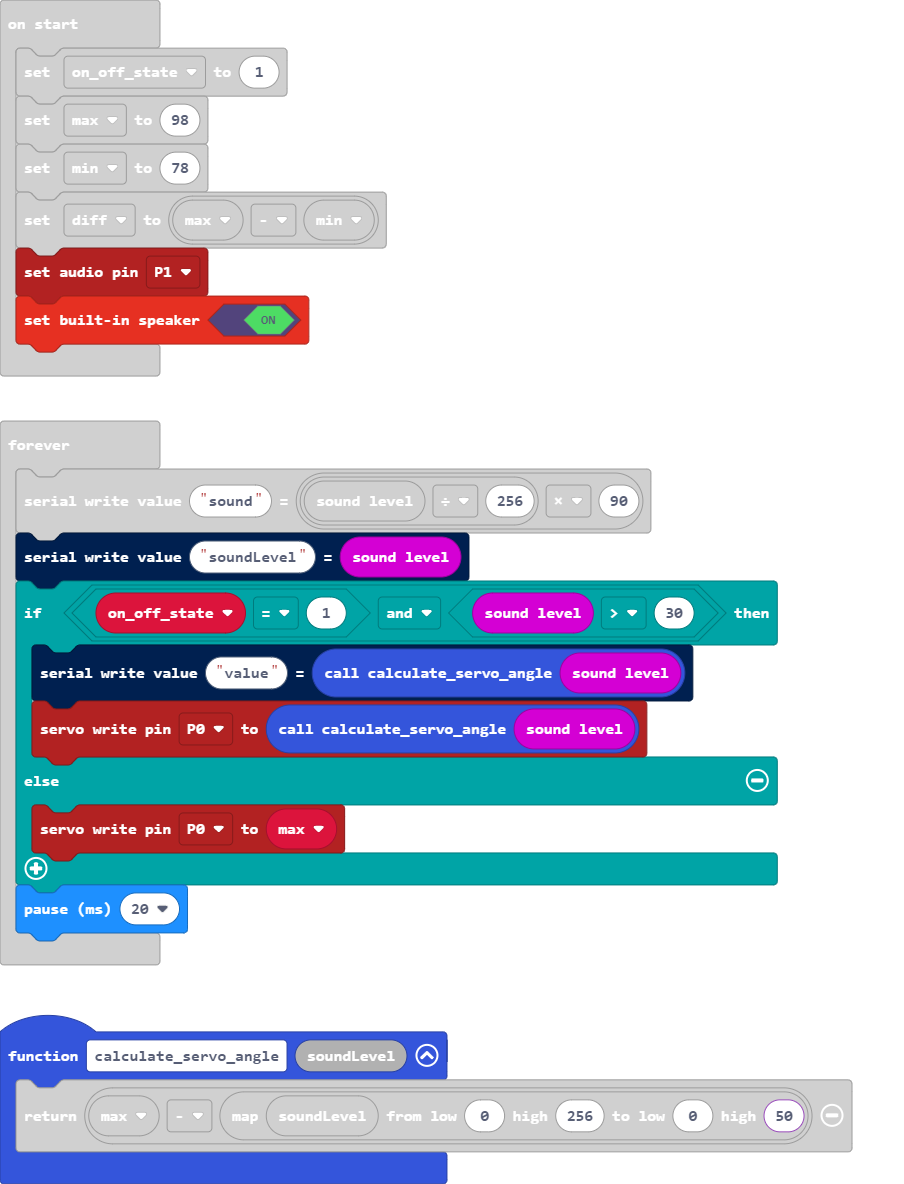 on start
set on_off_state to 1
set max to 98
set min to 78
set diff to max - min
set audio pin P1
set built-in speaker ON
forever
serial write value "sound" = sound level ÷ 256 × 90
serial write value "soundLevel" = sound level
if on_off_state = 1 and sound level > 30 then
serial write value "value" = call calculate_servo_angle sound level
servo write pin P0 to call calculate_servo_angle sound level
else
servo write pin P0 to max
pause (ms) 20
function calculate_servo_angle soundLevel
return max - map soundLevel from low 0 high 256 to low 0 high 50